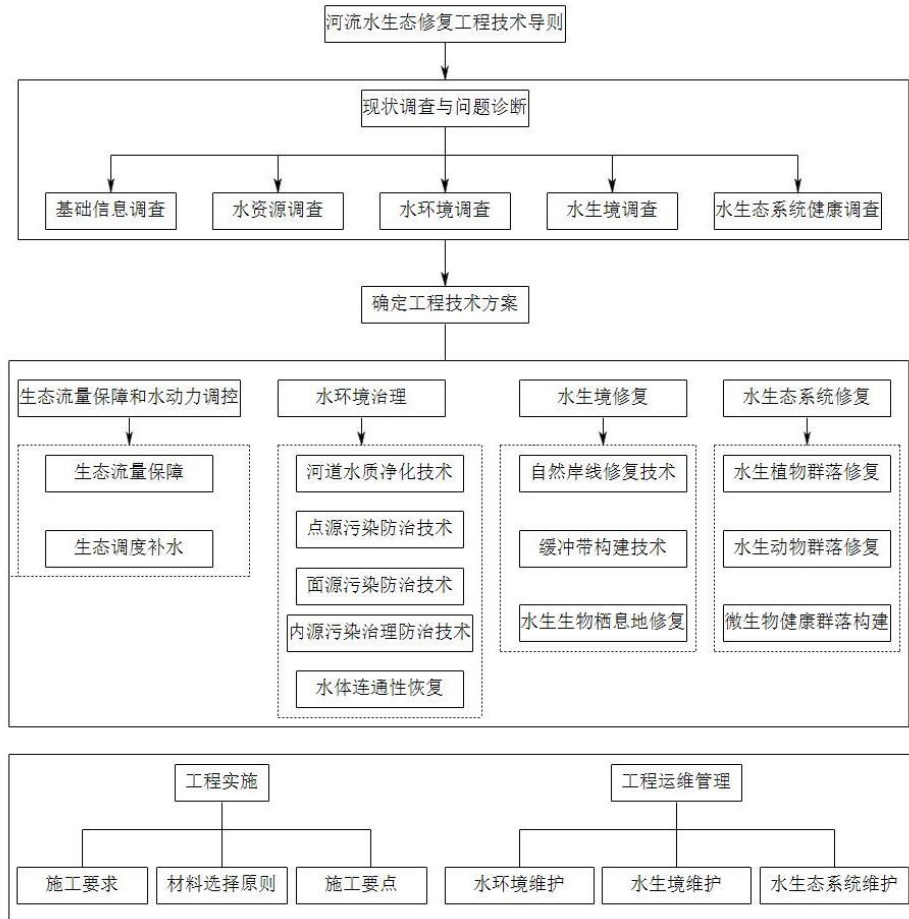 河流水生态修复工程技术导则
现状调查与问题诊断
基础信息调查
水资源调查
水环境调查
水生境调查
水生态系统健康调查
确定工程技术方案
生态流量保障和水动力调控
水环境治理
水生境修复
水生态系统修复
生态流量保障
河道水质净化技术
自然岸线修复技术
水生植物群落修复
点源污染防治技术
生态调度补水
缓冲带构建技术
水生动物群落修复
面源污染防治技术
内源污染治理防治技术
水生生物栖息地修复
微生物健康群落构建
水体连通性恢复
工程实施
工程运维管理
施工要求
材料选择原则
施工要点
水环境维护
水生境维护
水生态系统维护